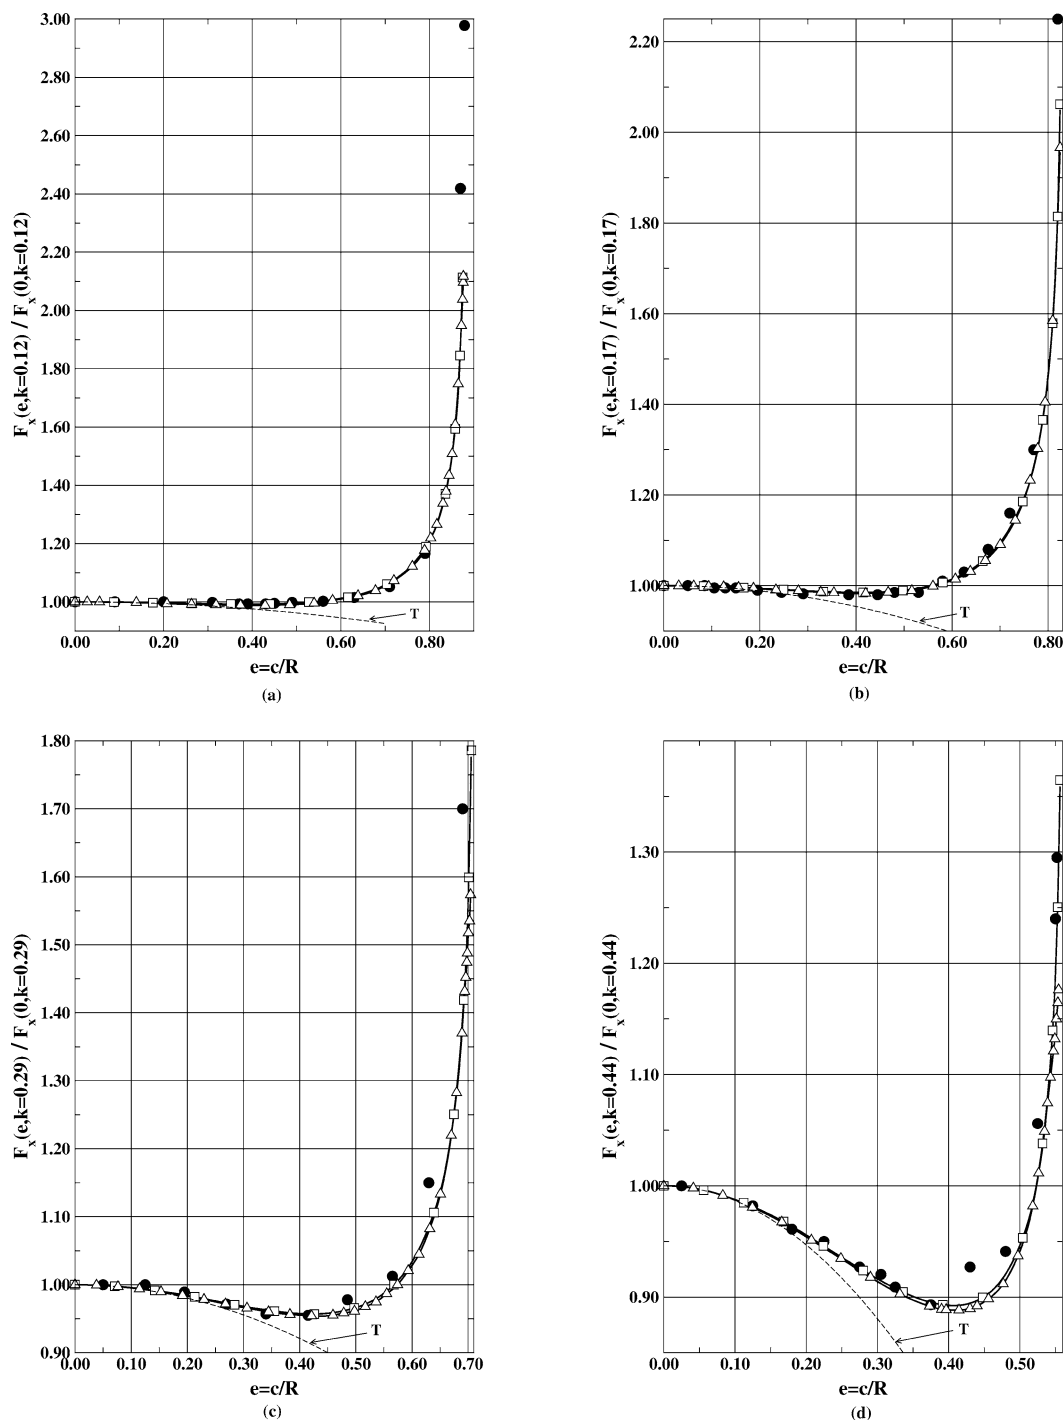 3.00
2.80
2.60
2.40
2.20
2.00
1.80
1.60
1.40
1.20
1.00
F_x(e,k=0.12) / F_x(0,k=0.12)
T
0.00 0.20 0.40 0.60 0.80
e=c/R
(a)
2.20
2.00
1.80
1.60
1.40
1.20
1.00
F_x(e,k=0.17) / F_x(0,k=0.17)
T
0.00 0.20 0.40 0.60 0.80
e=c/R
(b)
1.80
1.70
1.60
1.50
1.40
1.30
1.20
1.10
1.00
0.90
F_x(e,k=0.29) / F_x(0,k=0.29)
T
0.00 0.10 0.20 0.30 0.40 0.50 0.60 0.70
e=c/R
(c)
1.30
1.20
1.10
1.00
0.90
F_x(e,k=0.44) / F_x(0,k=0.44)
T
0.00 0.10 0.20 0.30 0.40 0.50
e=c/R
(d)